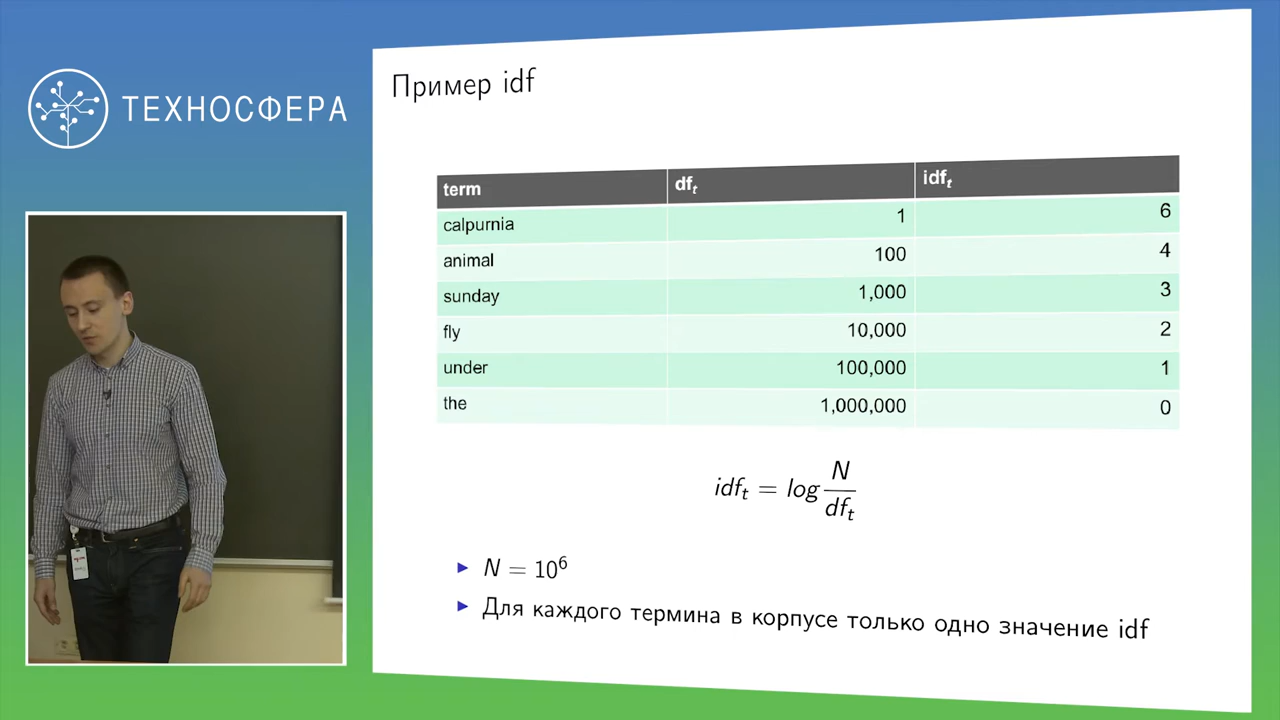 ТЕХНОСФЕРА
Пример idf
term df_t idf_t
calpurnia 1 6
animal 100 4
sunday 1,000 3
fly 10,000 2
under 100,000 1
the 1,000,000 0
idf_t = log N/df_t
N = 10^6
Для каждого термина в корпусе только одно значение idf